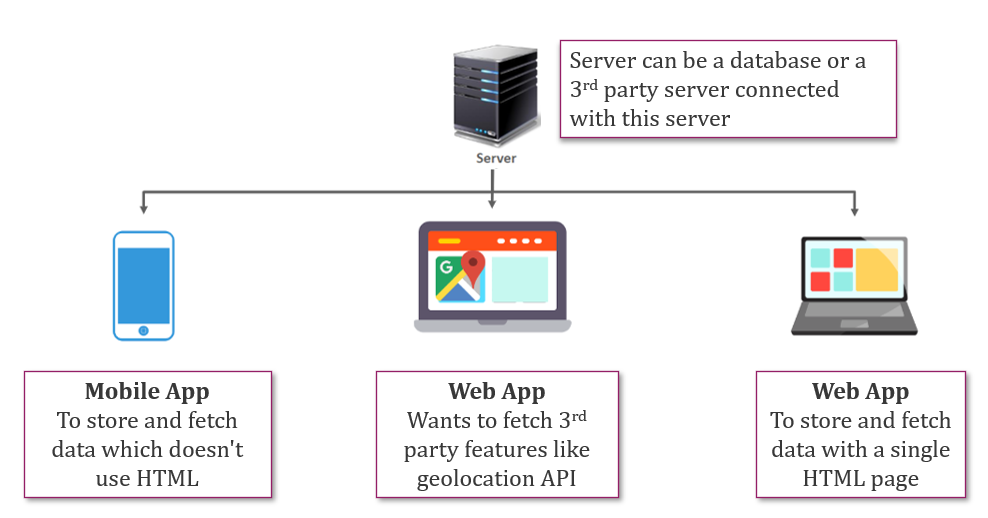 Server can be a database or a
3rd party server connected
with this server
Server
G
Mobile App
To store and fetch
data which doesn't
use HTML
Web App
Wants to fetch 3rd
party features like
geolocation API
Web App
To store and fetch
data with a single
HTML page